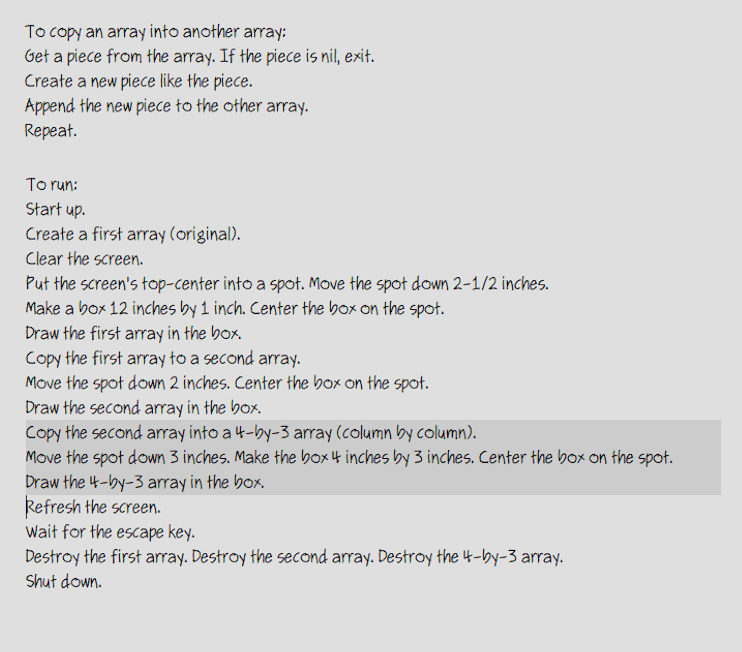 To copy an array into another array:
Get a piece from the array. If the piece is nil, exit.
Create a new piece like the piece.
Append the new piece to the other array.
Repeat.
To run:
Start up.
Create a first array (original).
Clear the screen.
Put the screen's top-center into a spot. Move the spot down 2-1/2 inches.
Make a box 12 inches by 1 inch. Center the box on the spot.
Draw the first array in the box.
Copy the first array to a second array.
Move the spot down 2 inches. Center the box on the spot.
Draw the second array in the box.
Copy the second array into a 4-by-3 array (column by column).
Move the spot down 3 inches. Make the box 4 inches by 3 inches. Center the box on the spot.
Draw the 4-by-3 array in the box.
Refresh the screen.
Wait for the escape key.
Destroy the first array. Destroy the second array. Destroy the 4-by-3 array.
Shut down.